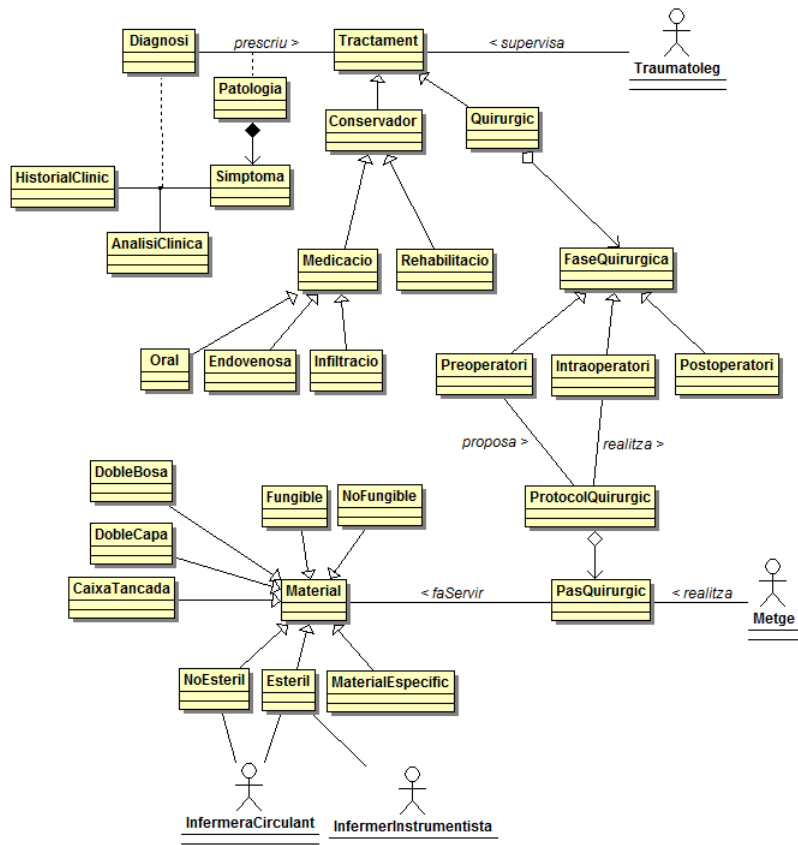 Diagnosi
prescriu >
Tractament
< supervisa
Traumatoleg
Patologia
Conservador
Quirurgic
HistorialClinic
Simptoma
AnalisiClinica
Medicacio
Rehabilitacio
FaseQuirurgica
Oral
Endovenosa
Infiltracio
Preoperatori
Intraoperatori
Postoperatori
proposa >
realitza >
DobleBosa
Fungible
NoFungible
ProtocolQuirurgic
DobleCapa
CaixaTancada
Material
< faServir
PasQuirurgic
< realitza
Metge
NoEsteril
Esteril
MaterialEspecific
InfermeraCirculant
InfermerInstrumentista